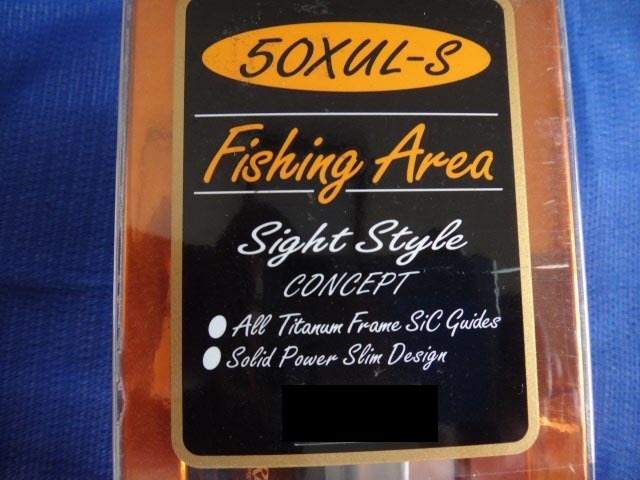 50XUL-S
Fishing Area
Sight Style
CONCEPT
All Titanum Frame SiC Guides
Solid Power Slim Design